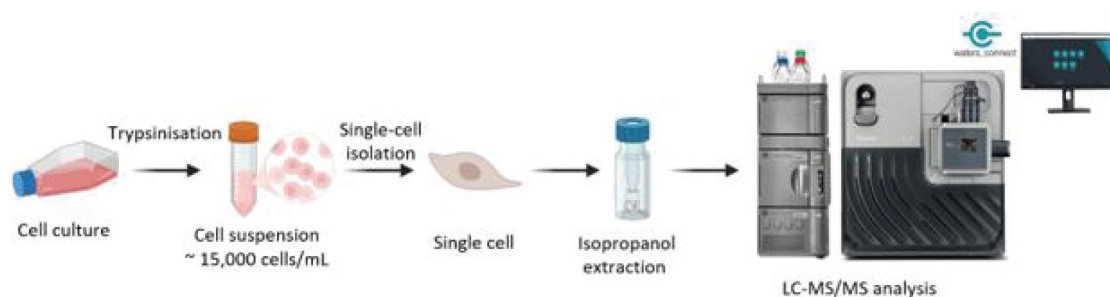 waters_connect
Trypsinisation
Single-cell
isolation
Cell culture
Cell suspension
~ 15,000 cells/mL
Single cell
Isopropanol
extraction
LC-MS/MS analysis